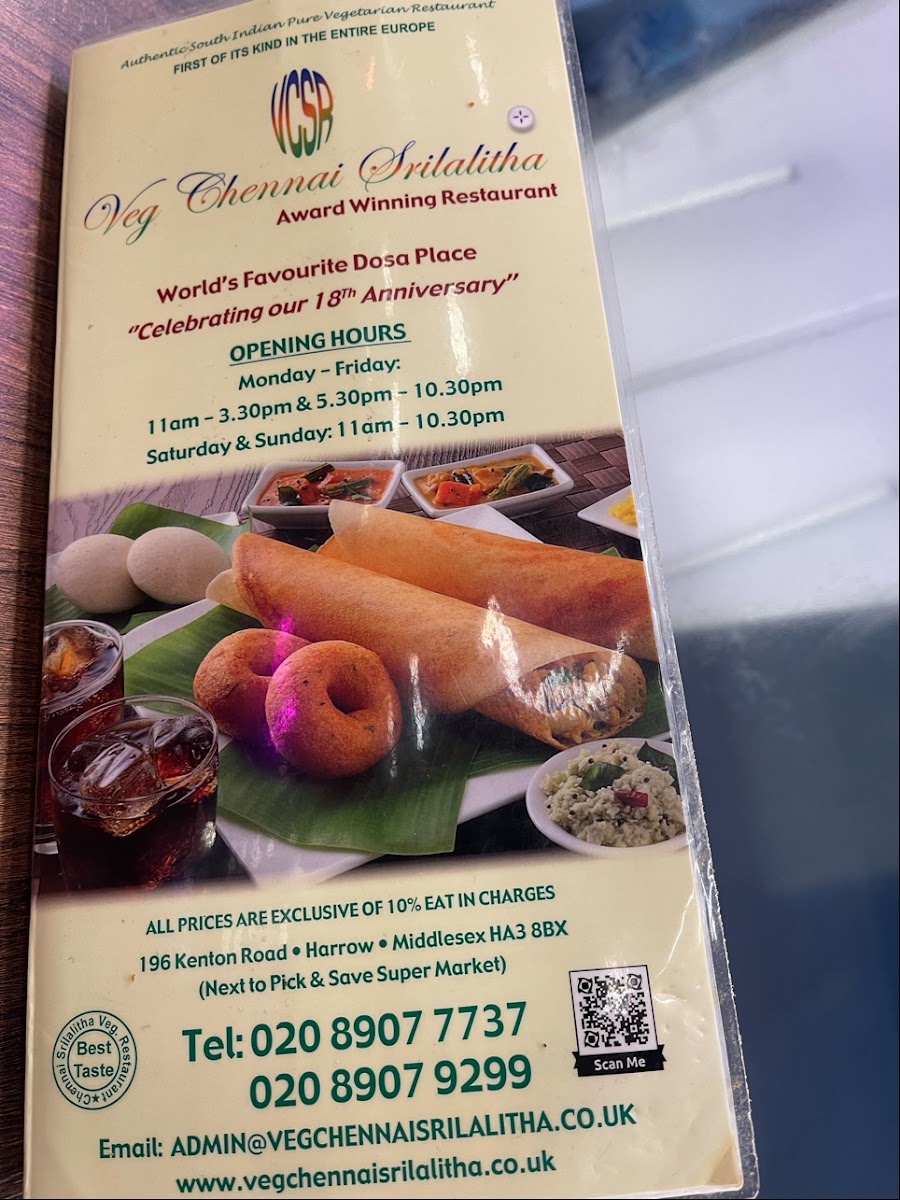 Authentic South Indian Pure Vegetarian Restaurant
FIRST OF ITS KIND IN THE ENTIRE EUROPE
VCSR
Veg Chennai Srilalitha
Award Winning Restaurant
World's Favourite Dosa Place
"Celebrating our 18Th Anniversary"
OPENING HOURS
Monday – Friday:
11am – 3.30pm & 5.30pm – 10.30pm
Saturday & Sunday: 11am – 10.30pm
ALL PRICES ARE EXCLUSIVE OF 10% EAT IN CHARGES
196 Kenton Road • Harrow • Middlesex HA3 8BX
(Next to Pick & Save Super Market)
Tel: 020 8907 7737
020 8907 9299
Scan Me
Chennai Srilalitha Veg. Restaurant★
Best
Taste
Email: ADMIN@VEGCHENNAISRILALITHA.CO.UK
www.vegchennaisrilalitha.co.uk